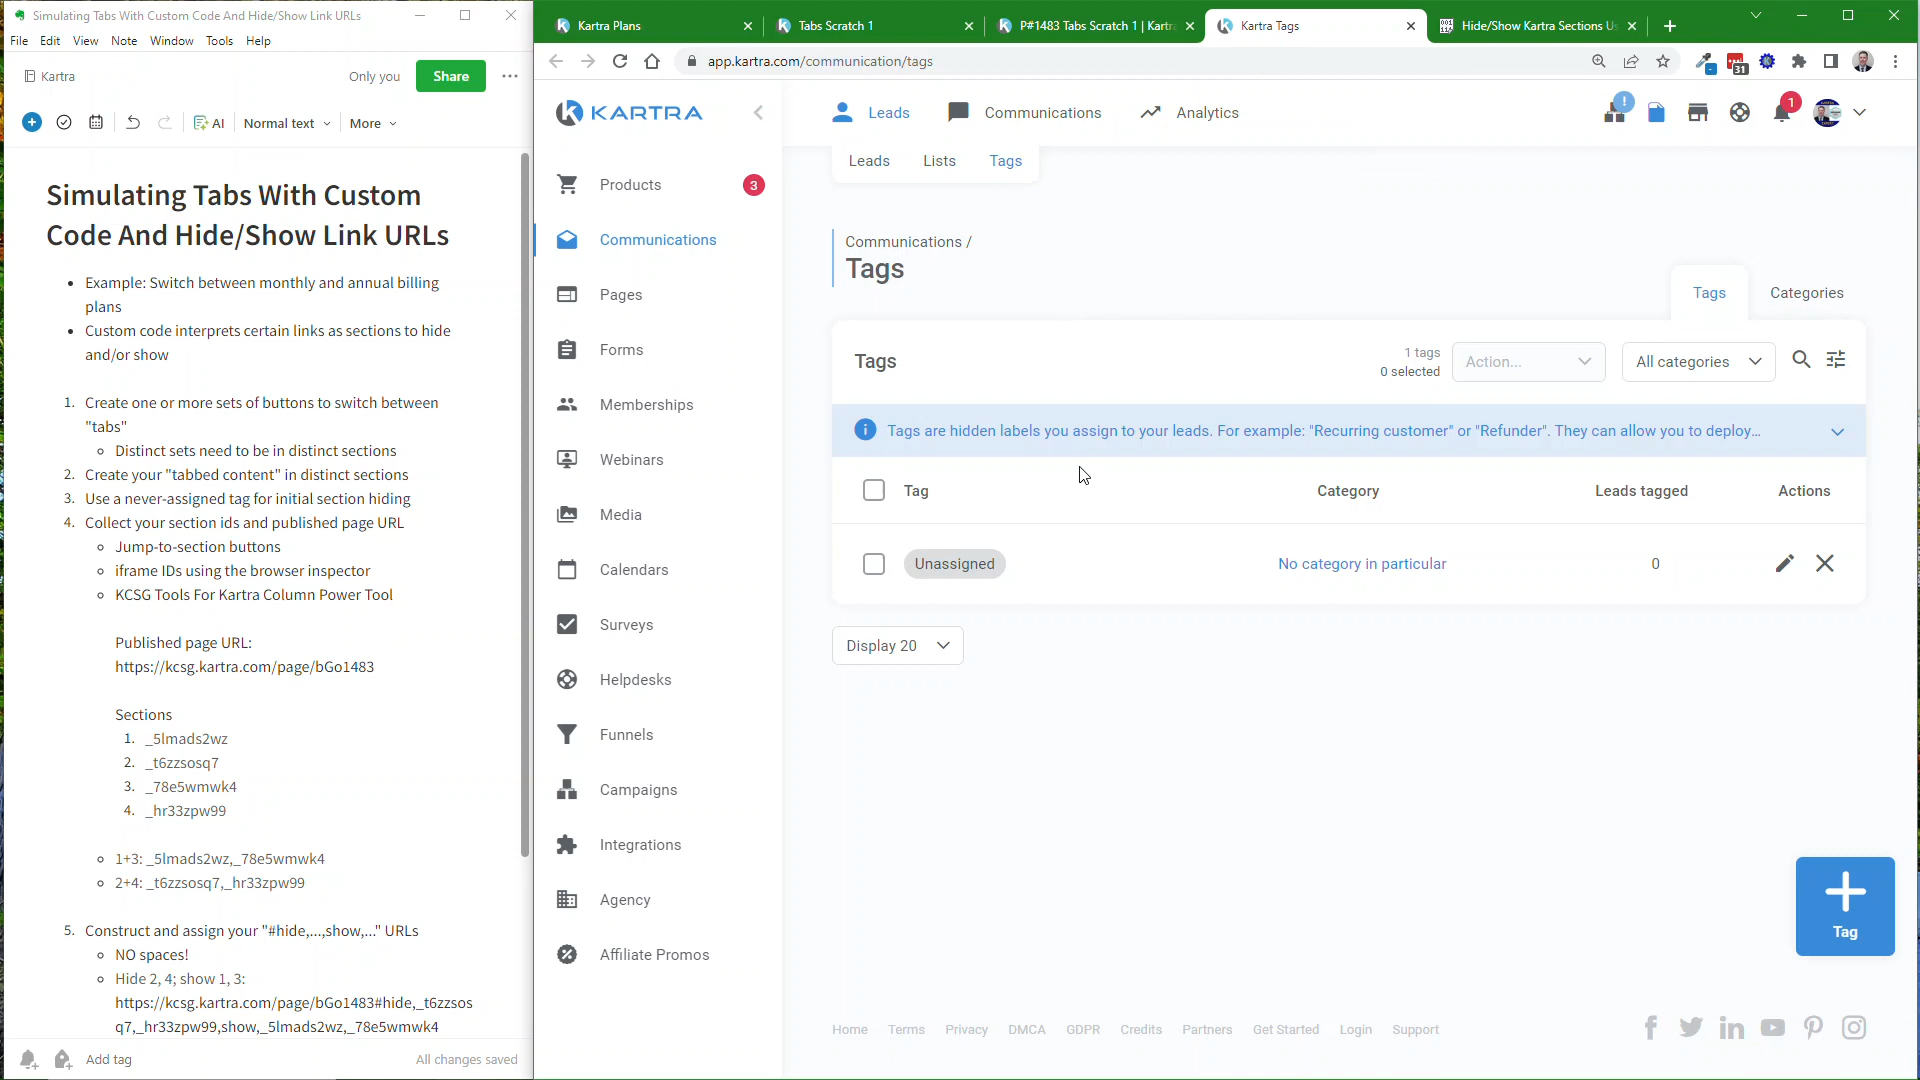 Simulating Tabs With Custom Code And Hide/Show Link URLs
File Edit View Note Window Tools Help
Kartra
Only you
Share
AI
Normal text
More
Simulating Tabs With Custom
Code And Hide/Show Link URLs
Example: Switch between monthly and annual billing
plans
Custom code interprets certain links as sections to hide
and/or show
1. Create one or more sets of buttons to switch between
"tabs"
Distinct sets need to be in distinct sections
2. Create your "tabbed content" in distinct sections
3. Use a never-assigned tag for initial section hiding
4. Collect your section ids and published page URL
Jump-to-section buttons
iframe IDs using the browser inspector
KCSG Tools For Kartra Column Power Tool
Published page URL:
https://kcsg.kartra.com/page/bGo1483
Sections
1. _5lmads2wz
2. _t6zzsosq7
3. _78e5wmwk4
4. _hr33zpw99
1+3: _5lmads2wz,_78e5wmwk4
2+4: _t6zzsosq7,_hr33zpw99
5. Construct and assign your "#hide,...,show,..." URLs
NO spaces!
Hide 2, 4; show 1, 3:
https://kcsg.kartra.com/page/bGo1483#hide,_t6zzsos
q7,_hr33zpw99,show,_5lmads2wz,_78e5wmwk4
Add tag
All changes saved
Kartra Plans
Tabs Scratch 1
P#1483 Tabs Scratch 1 | Kartr
Kartra Tags
Hide/Show Kartra Sections Us
app.kartra.com/communication/tags
31
KARTRA
Leads
Communications
Analytics
!
1
Leads
Lists
Tags
Products
3
Communications
Pages
Forms
Memberships
Webinars
Media
Calendars
Surveys
Helpdesks
Funnels
Campaigns
Integrations
Agency
Affiliate Promos
Communications /
Tags
Tags
Categories
Tags
1 tags
0 selected
Action...
All categories
Tags are hidden labels you assign to your leads. For example: "Recurring customer" or "Refunder". They can allow you to deploy...
Tag
Category
Leads tagged
Actions
Unassigned
No category in particular
0
Display 20
Tag
Home
Terms
Privacy
DMCA
GDPR
Credits
Partners
Get Started
Login
Support